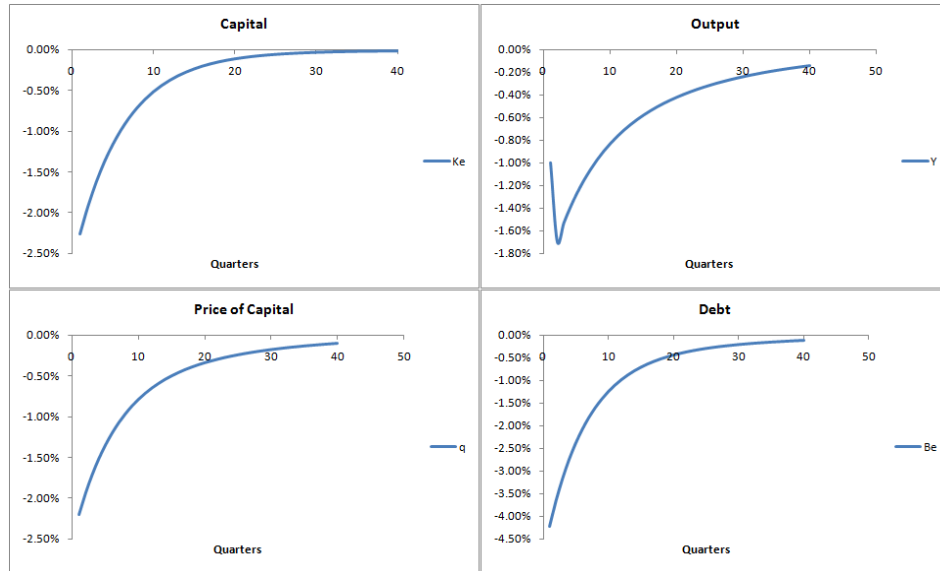 Capital
0.00%
-0.50%
-1.00%
-1.50%
-2.00%
-2.50%
0 10 20 30 40
Ke
Quarters
Output
0.00%
-0.20%
-0.40%
-0.60%
-0.80%
-1.00%
-1.20%
-1.40%
-1.60%
-1.80%
0 10 20 30 40 50
Y
Quarters
Price of Capital
0.00%
-0.50%
-1.00%
-1.50%
-2.00%
-2.50%
0 10 20 30 40 50
q
Quarters
Debt
0.00%
-0.50%
-1.00%
-1.50%
-2.00%
-2.50%
-3.00%
-3.50%
-4.00%
-4.50%
0 10 20 30 40 50
Be
Quarters